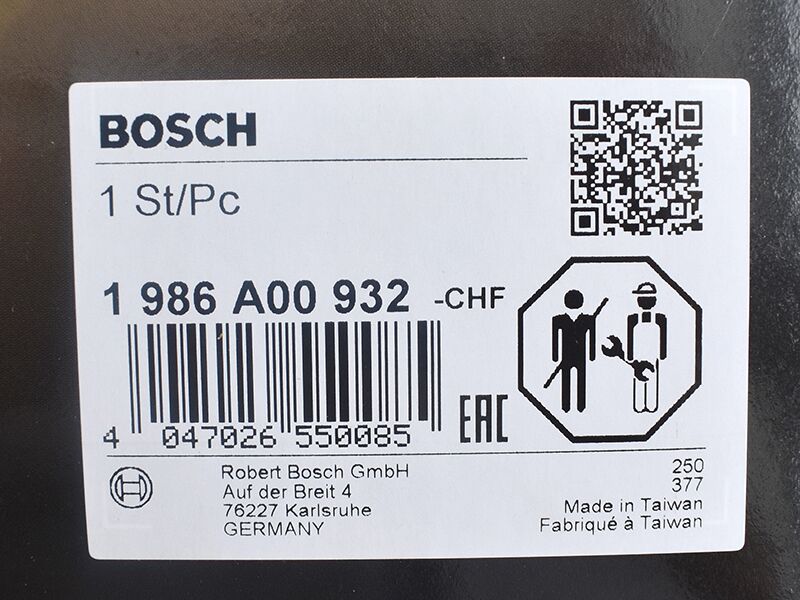 BOSCH
1 St/Pc
1 986 A00 932 -CHF
4 047026 550085
EAC
Robert Bosch GmbH
Auf der Breit 4
76227 Karlsruhe
GERMANY
250
377
Made in Taiwan
Fabriqué à Taiwan